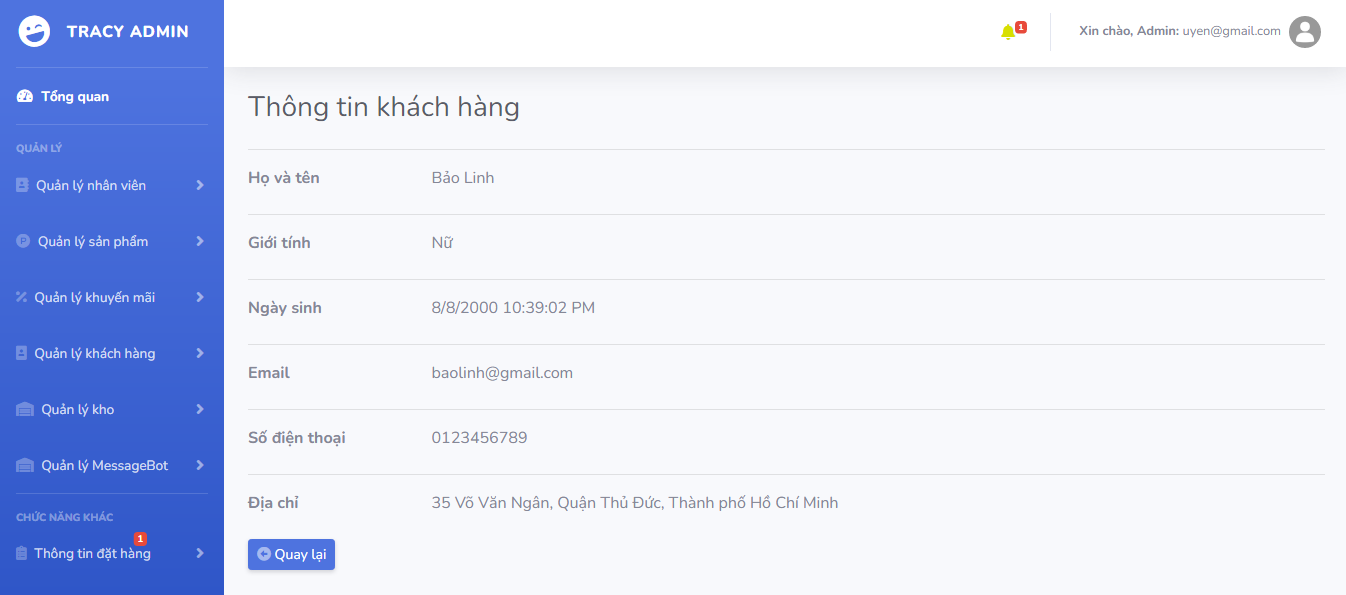 TRACY ADMIN
1
Xin chào, Admin: uyen@gmail.com
Tổng quan
QUẢN LÝ
Quản lý nhân viên
Quản lý sản phẩm
Quản lý khuyến mãi
Quản lý khách hàng
Quản lý kho
Quản lý MessageBot
CHỨC NĂNG KHÁC
1
Thông tin đặt hàng
Thông tin khách hàng
Họ và tên Bảo Linh
Giới tính Nữ
Ngày sinh 8/8/2000 10:39:02 PM
Email baolinh@gmail.com
Số điện thoại 0123456789
Địa chỉ 35 Võ Văn Ngân, Quận Thủ Đức, Thành phố Hồ Chí Minh
Quay lại